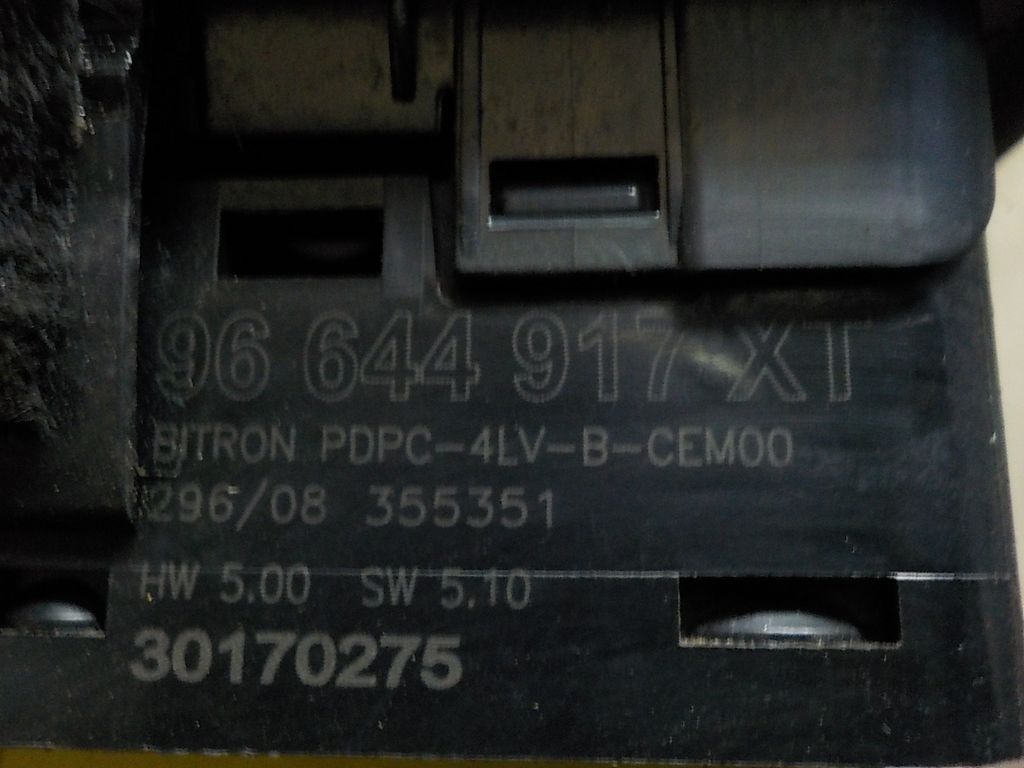 96 644 917 XT
BITRON PDPC-4LV-B-CEM00
296/08 355351
HW 5.00 SW 5.10
30170275